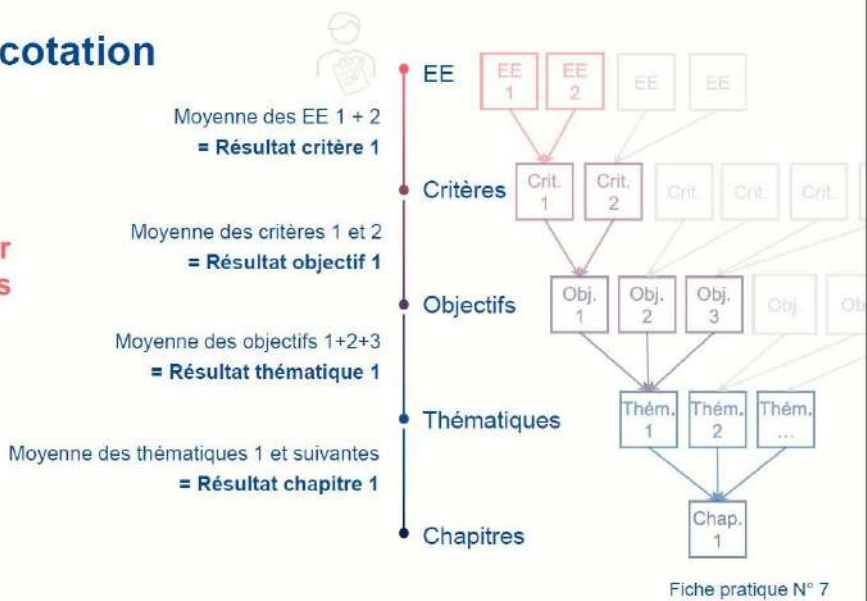 cotation
r
s
Moyenne des EE 1 + 2
= Résultat critère 1
Moyenne des critères 1 et 2
= Résultat objectif 1
Moyenne des objectifs 1+2+3
= Résultat thématique 1
Moyenne des thématiques 1 et suivantes
= Résultat chapitre 1
EE
EE 1
EE 2
EE
EE
Critères
Crit. 1
Crit. 2
Crit.
Crit.
Crit.
Objectifs
Obj. 1
Obj. 2
Obj. 3
Obj.
Ob
Thématiques
Thém. 1
Thém. 2
Thém. ...
Chapitres
Chap. 1
Fiche pratique N° 7